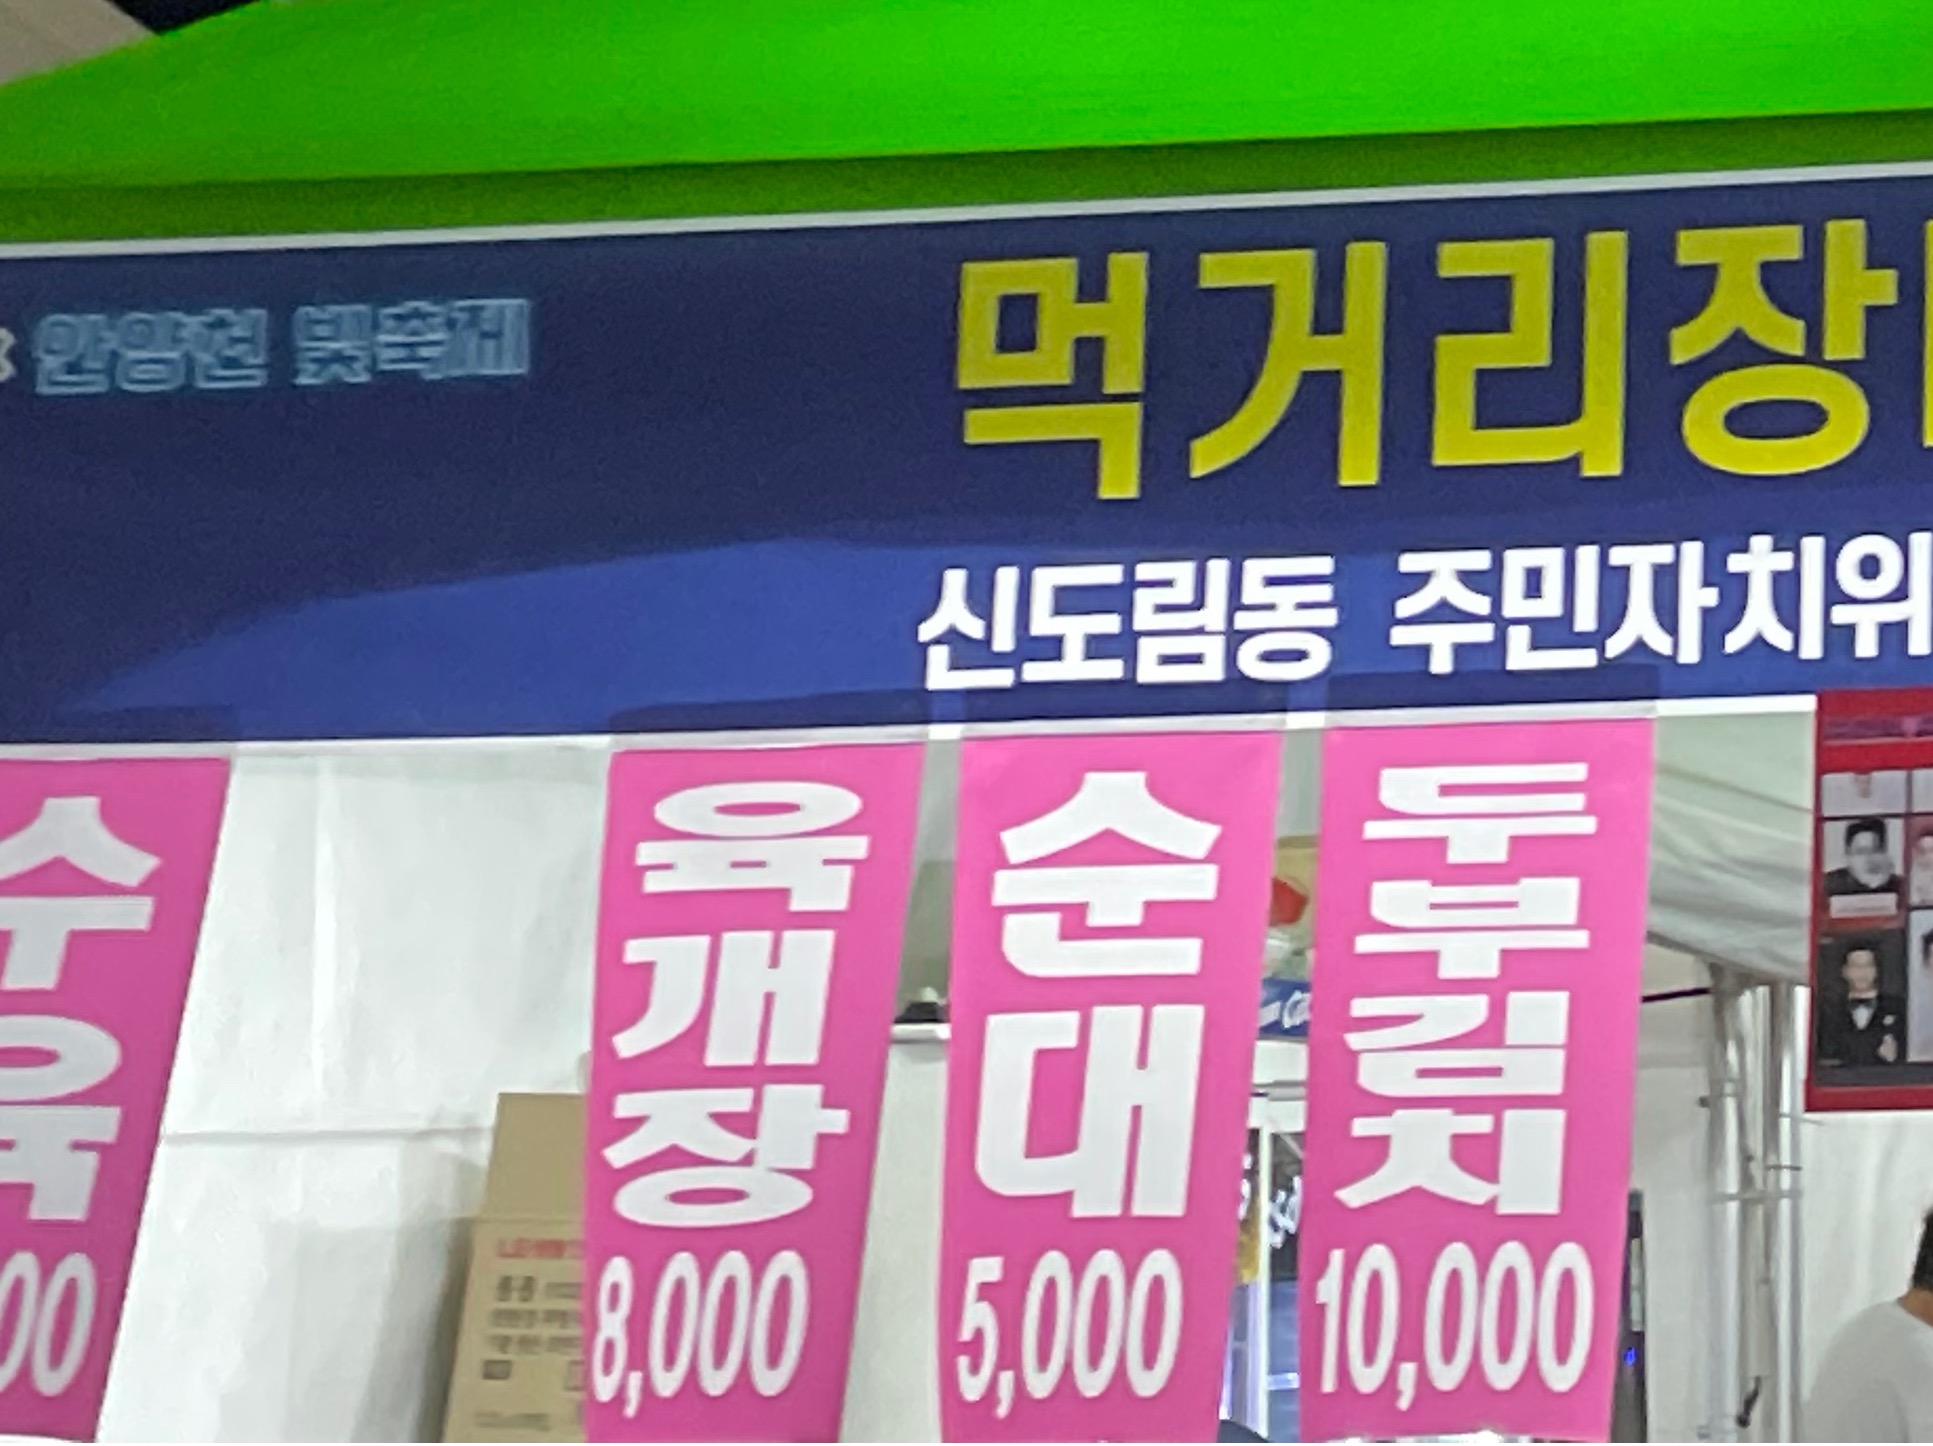 안양천 빛축제
먹거리장
신도림동 주민자치위
수육
00
육개장
8,000
순대
5,000
두부김치
10,000